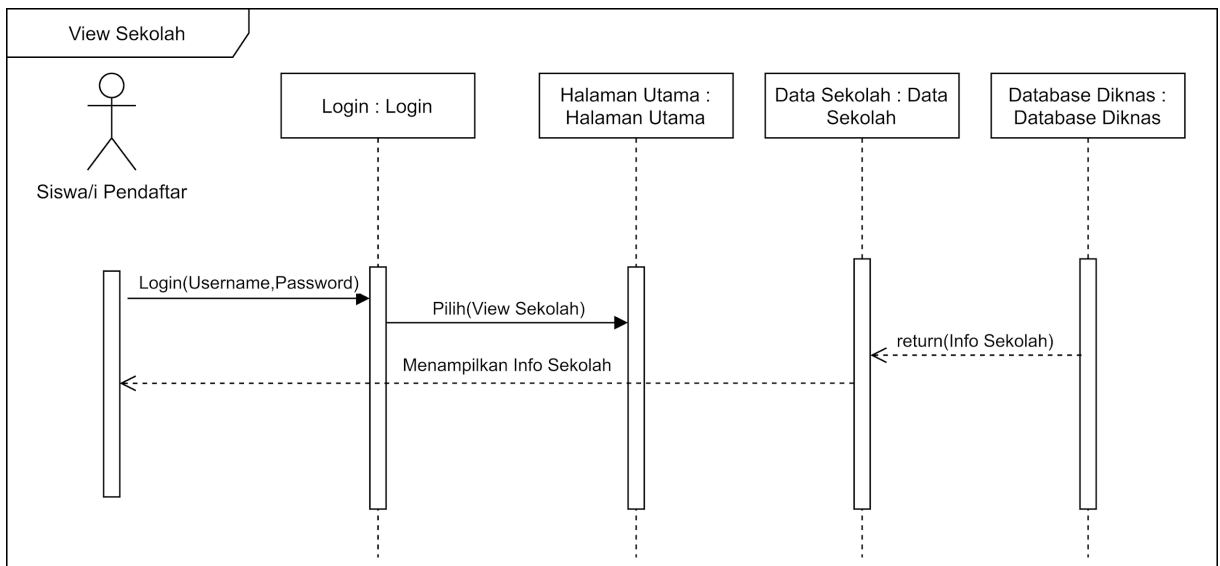 View Sekolah
Siswa/i Pendaftar
Login : Login
Halaman Utama :
Halaman Utama
Data Sekolah : Data
Sekolah
Database Diknas :
Database Diknas
Login(Username,Password)
Pilih(View Sekolah)
return(Info Sekolah)
Menampilkan Info Sekolah